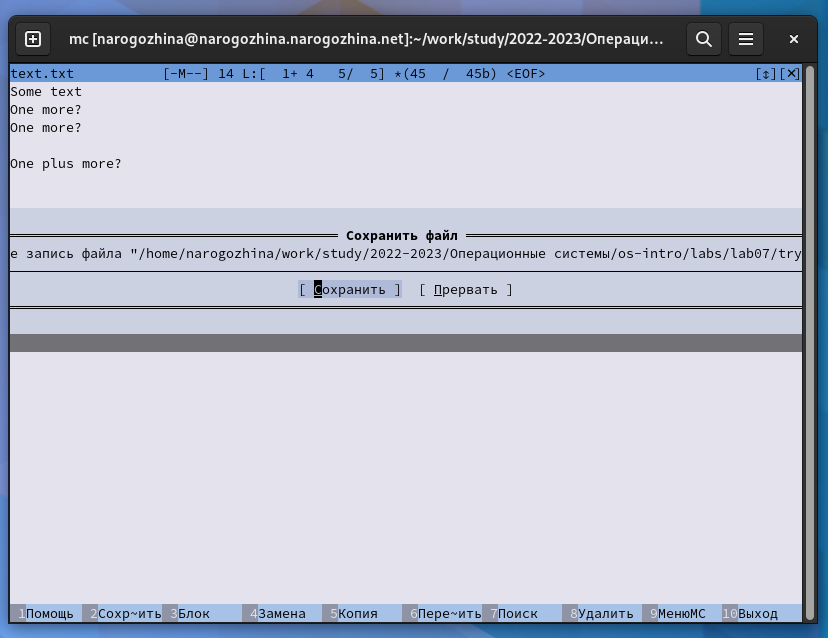 mc [narogozhina@narogozhina.narogozhina.net]:~/work/study/2022-2023/Операци...
text.txt [-M--] 14 L:[ 1+ 4 5/ 5] *(45 / 45b) <EOF> [↕][×]
Some text
One more?
One more?
One plus more?
Сохранить файл
е запись файла "/home/narogozhina/work/study/2022-2023/Операционные системы/os-intro/labs/lab07/try
[ Сохранить ] [ Прервать ]
1Помощь 2Сохр~ить 3Блок 4Замена 5Копия 6Пере~ить 7Поиск 8Удалить 9МенюMC 10Выход